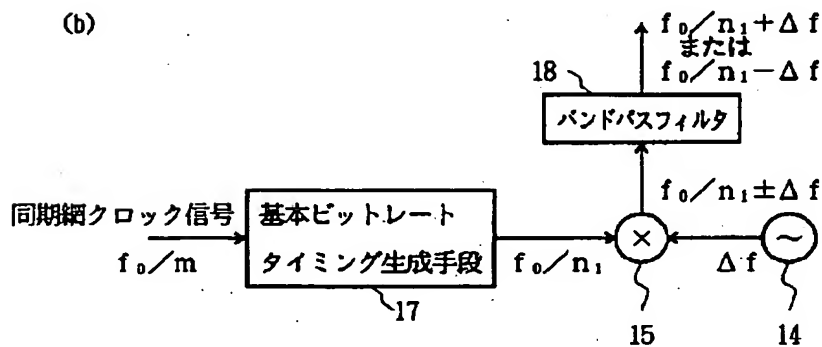 (b)
f₀／n₁＋Δf
または
f₀／n₁－Δf
18
バンドパスフィルタ
f₀／n₁±Δf
同期網クロック信号
f₀／m
基本ビットレート
タイミング生成手段
f₀／n₁
×
Δf
～
17
15
14